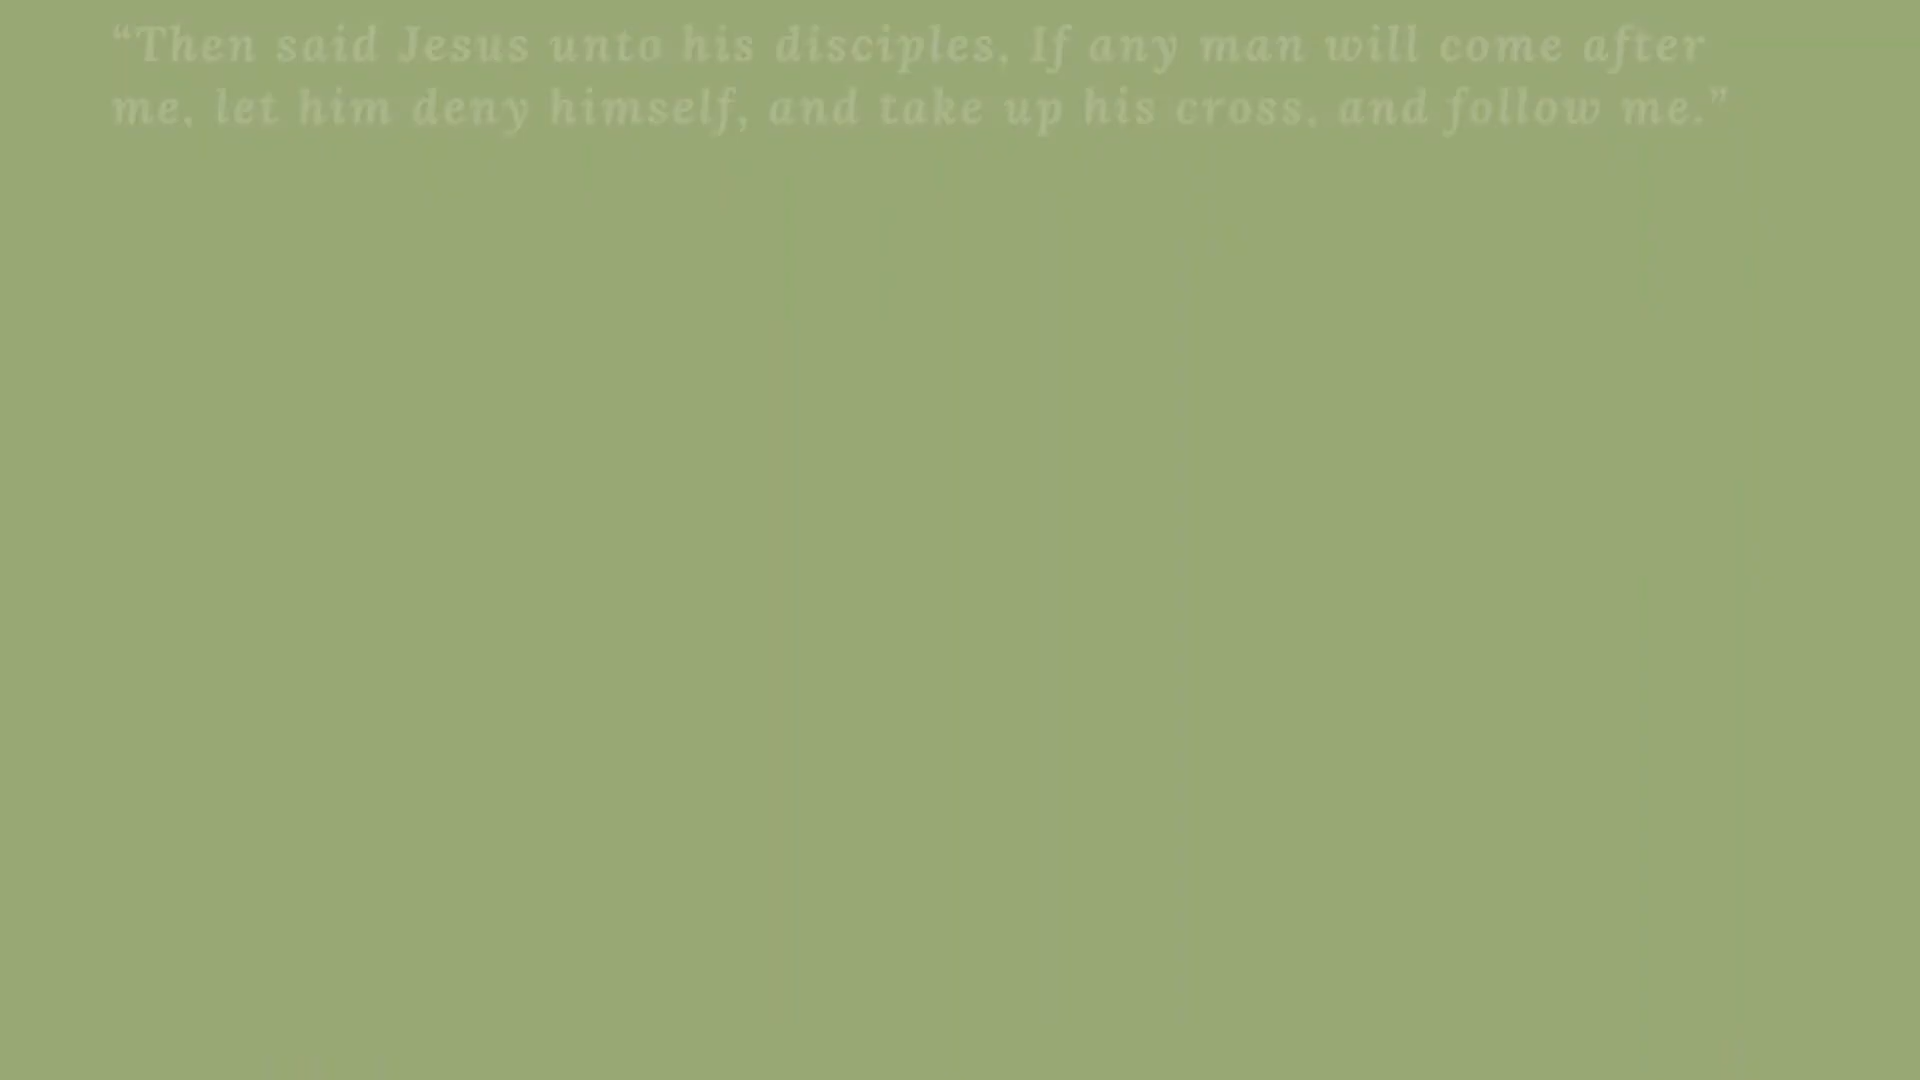 “Then said Jesus unto his disciples, If any man will come after
me, let him deny himself, and take up his cross, and follow me.”